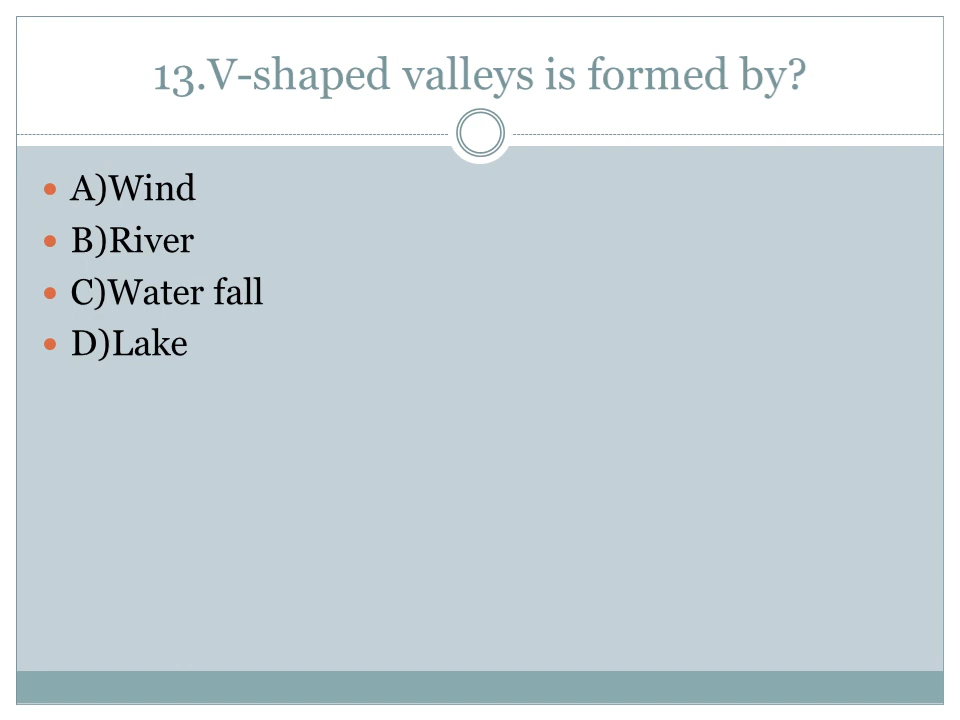 13.V-shaped valleys is formed by?
A)Wind
B)River
C)Water fall
D)Lake